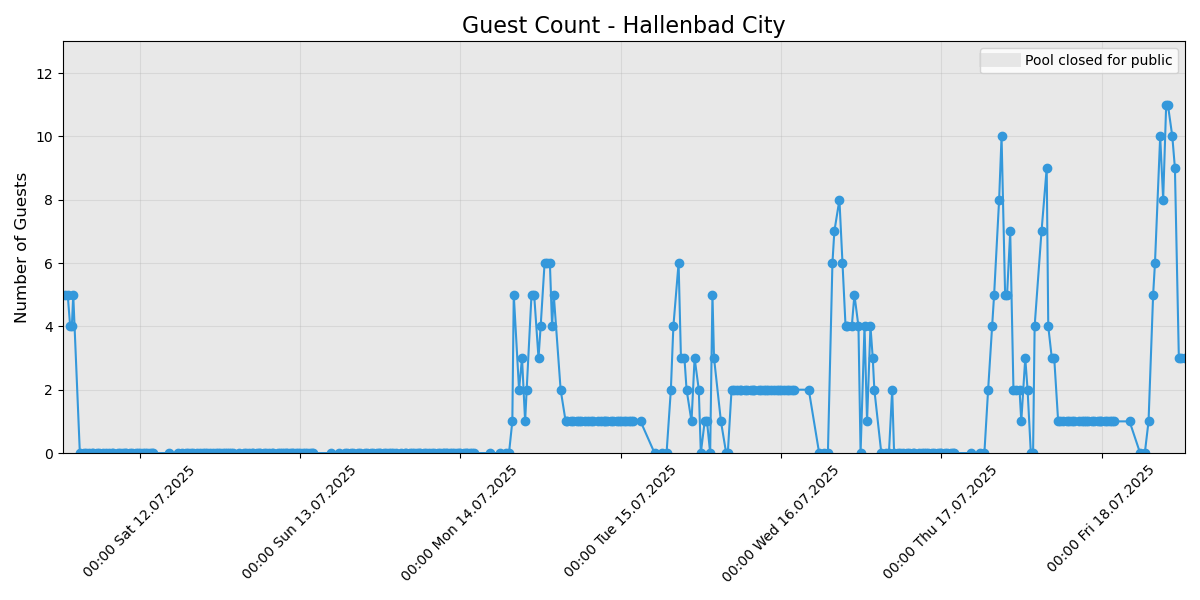 Guest Count - Hallenbad City
Pool closed for public
Number of Guests
12
10
8
6
4
2
0
00:00 Sat 12.07.2025
00:00 Sun 13.07.2025
00:00 Mon 14.07.2025
00:00 Tue 15.07.2025
00:00 Wed 16.07.2025
00:00 Thu 17.07.2025
00:00 Fri 18.07.2025